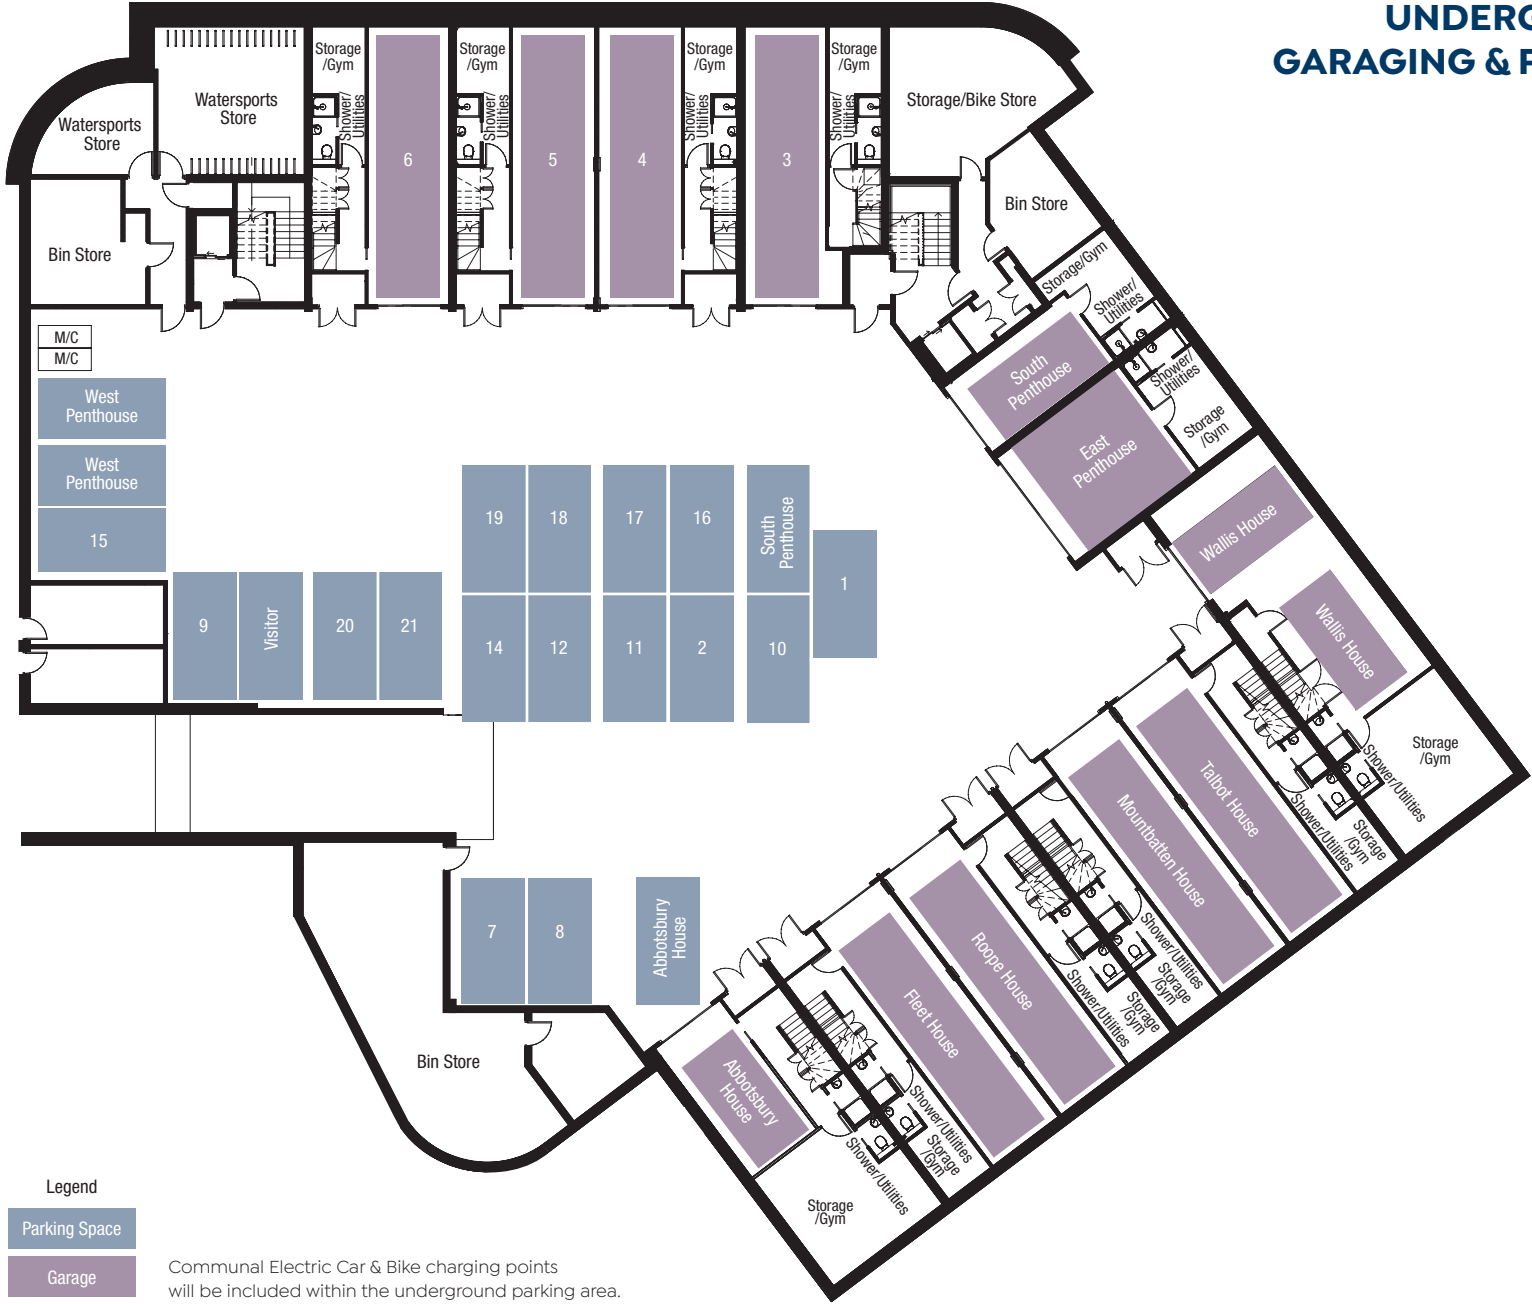 UNDERG
GARAGING & P
Storage
/Gym
Storage
/Gym
Storage
/Gym
Storage
/Gym
Watersports
Store
Storage/Bike Store
Watersports
Store
Shower/
Utilities
Shower/
Utilities
Shower/
Utilities
Shower/
Utilities
6
5
4
3
Bin Store
Bin Store
Storage/Gym
Shower/
Utilities
M/C
M/C
South
Penthouse
Shower/
Utilities
West
Penthouse
Storage
/Gym
East
Penthouse
West
Penthouse
15
19
18
17
16
South
Penthouse
Wallis House
1
9
Visitor
20
21
14
12
11
2
10
Wallis House
Storage
/Gym
Shower/Utilities
Talbot House
Mountbatten House
Shower/Utilities
Storage
/Gym
7
8
Abbotsbury
House
Roope House
Shower/Utilities
Storage
/Gym
Shower/Utilities
Storage
/Gym
Fleet House
Bin Store
Abbotsbury
House
Shower/Utilities
Storage
/Gym
Shower/Utilities
Storage
/Gym
Legend
Parking Space
Garage
Communal Electric Car & Bike charging points
will be included within the underground parking area.